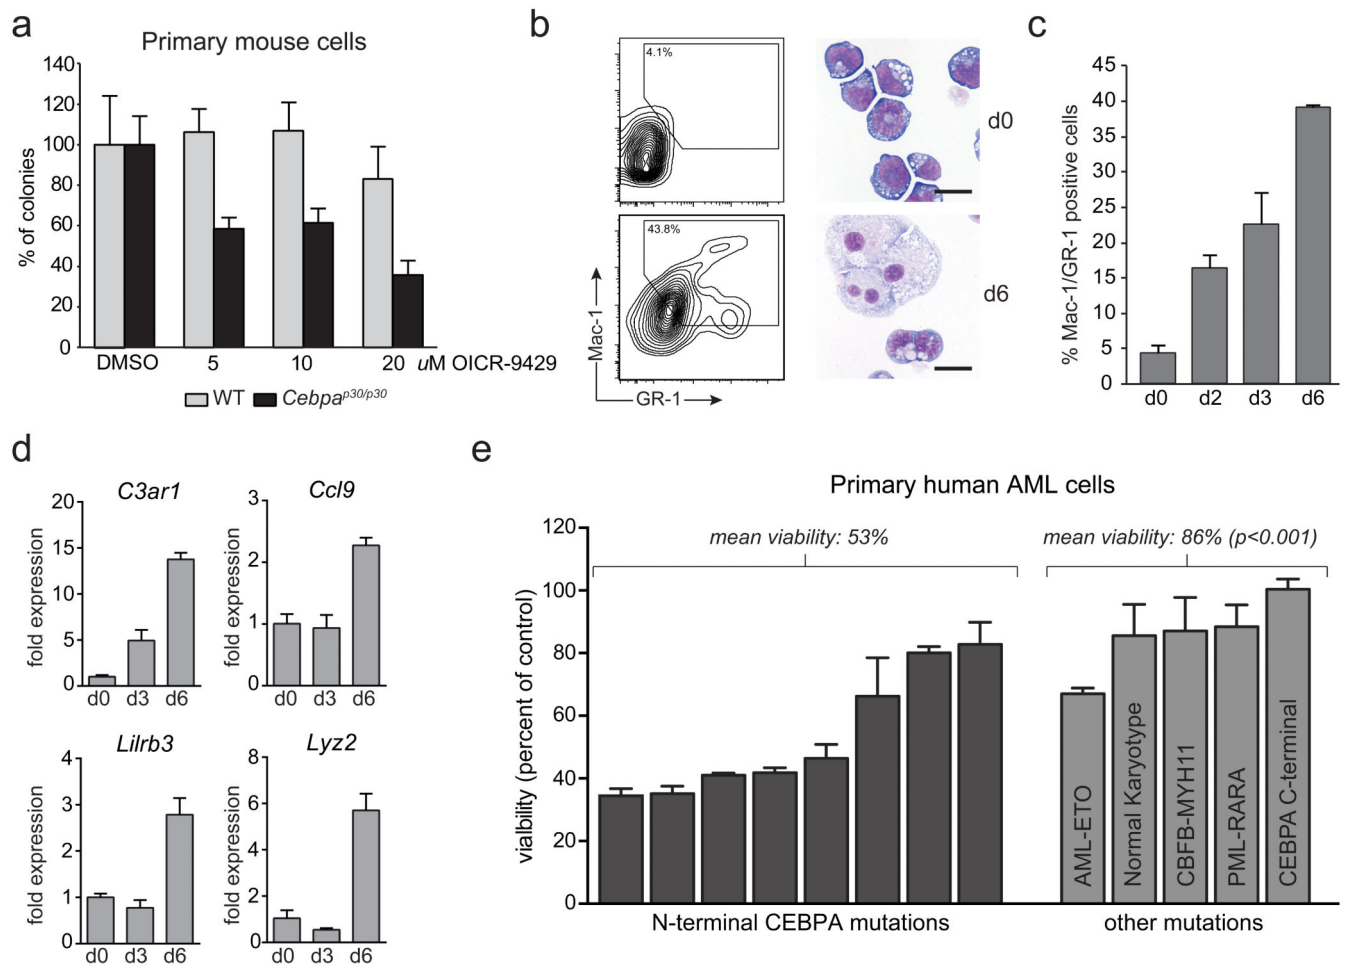 a
Primary mouse cells
% of colonies
140
120
100
80
60
40
20
0
DMSO 5 10 20 uM OICR-9429
WT Cebpa^p30/p30
b
4.1%
d0
43.8%
d6
Mac-1
GR-1
c
% Mac-1/GR-1 positive cells
45
40
35
30
25
20
15
10
5
0
d0 d2 d3 d6
d
C3ar1
fold expression
20
15
10
5
0
d0 d3 d6
Ccl9
fold expression
3
2
1
0
d0 d3 d6
Lilrb3
fold expression
4
3
2
1
0
d0 d3 d6
Lyz2
fold expression
8
6
4
2
0
d0 d3 d6
e
Primary human AML cells
vialbility (percent of control)
120
100
80
60
40
20
0
mean viability: 53%
mean viability: 86% (p<0.001)
AML-ETO
Normal Karyotype
CBFB-MYH11
PML-RARA
CEBPA C-terminal
N-terminal CEBPA mutations
other mutations